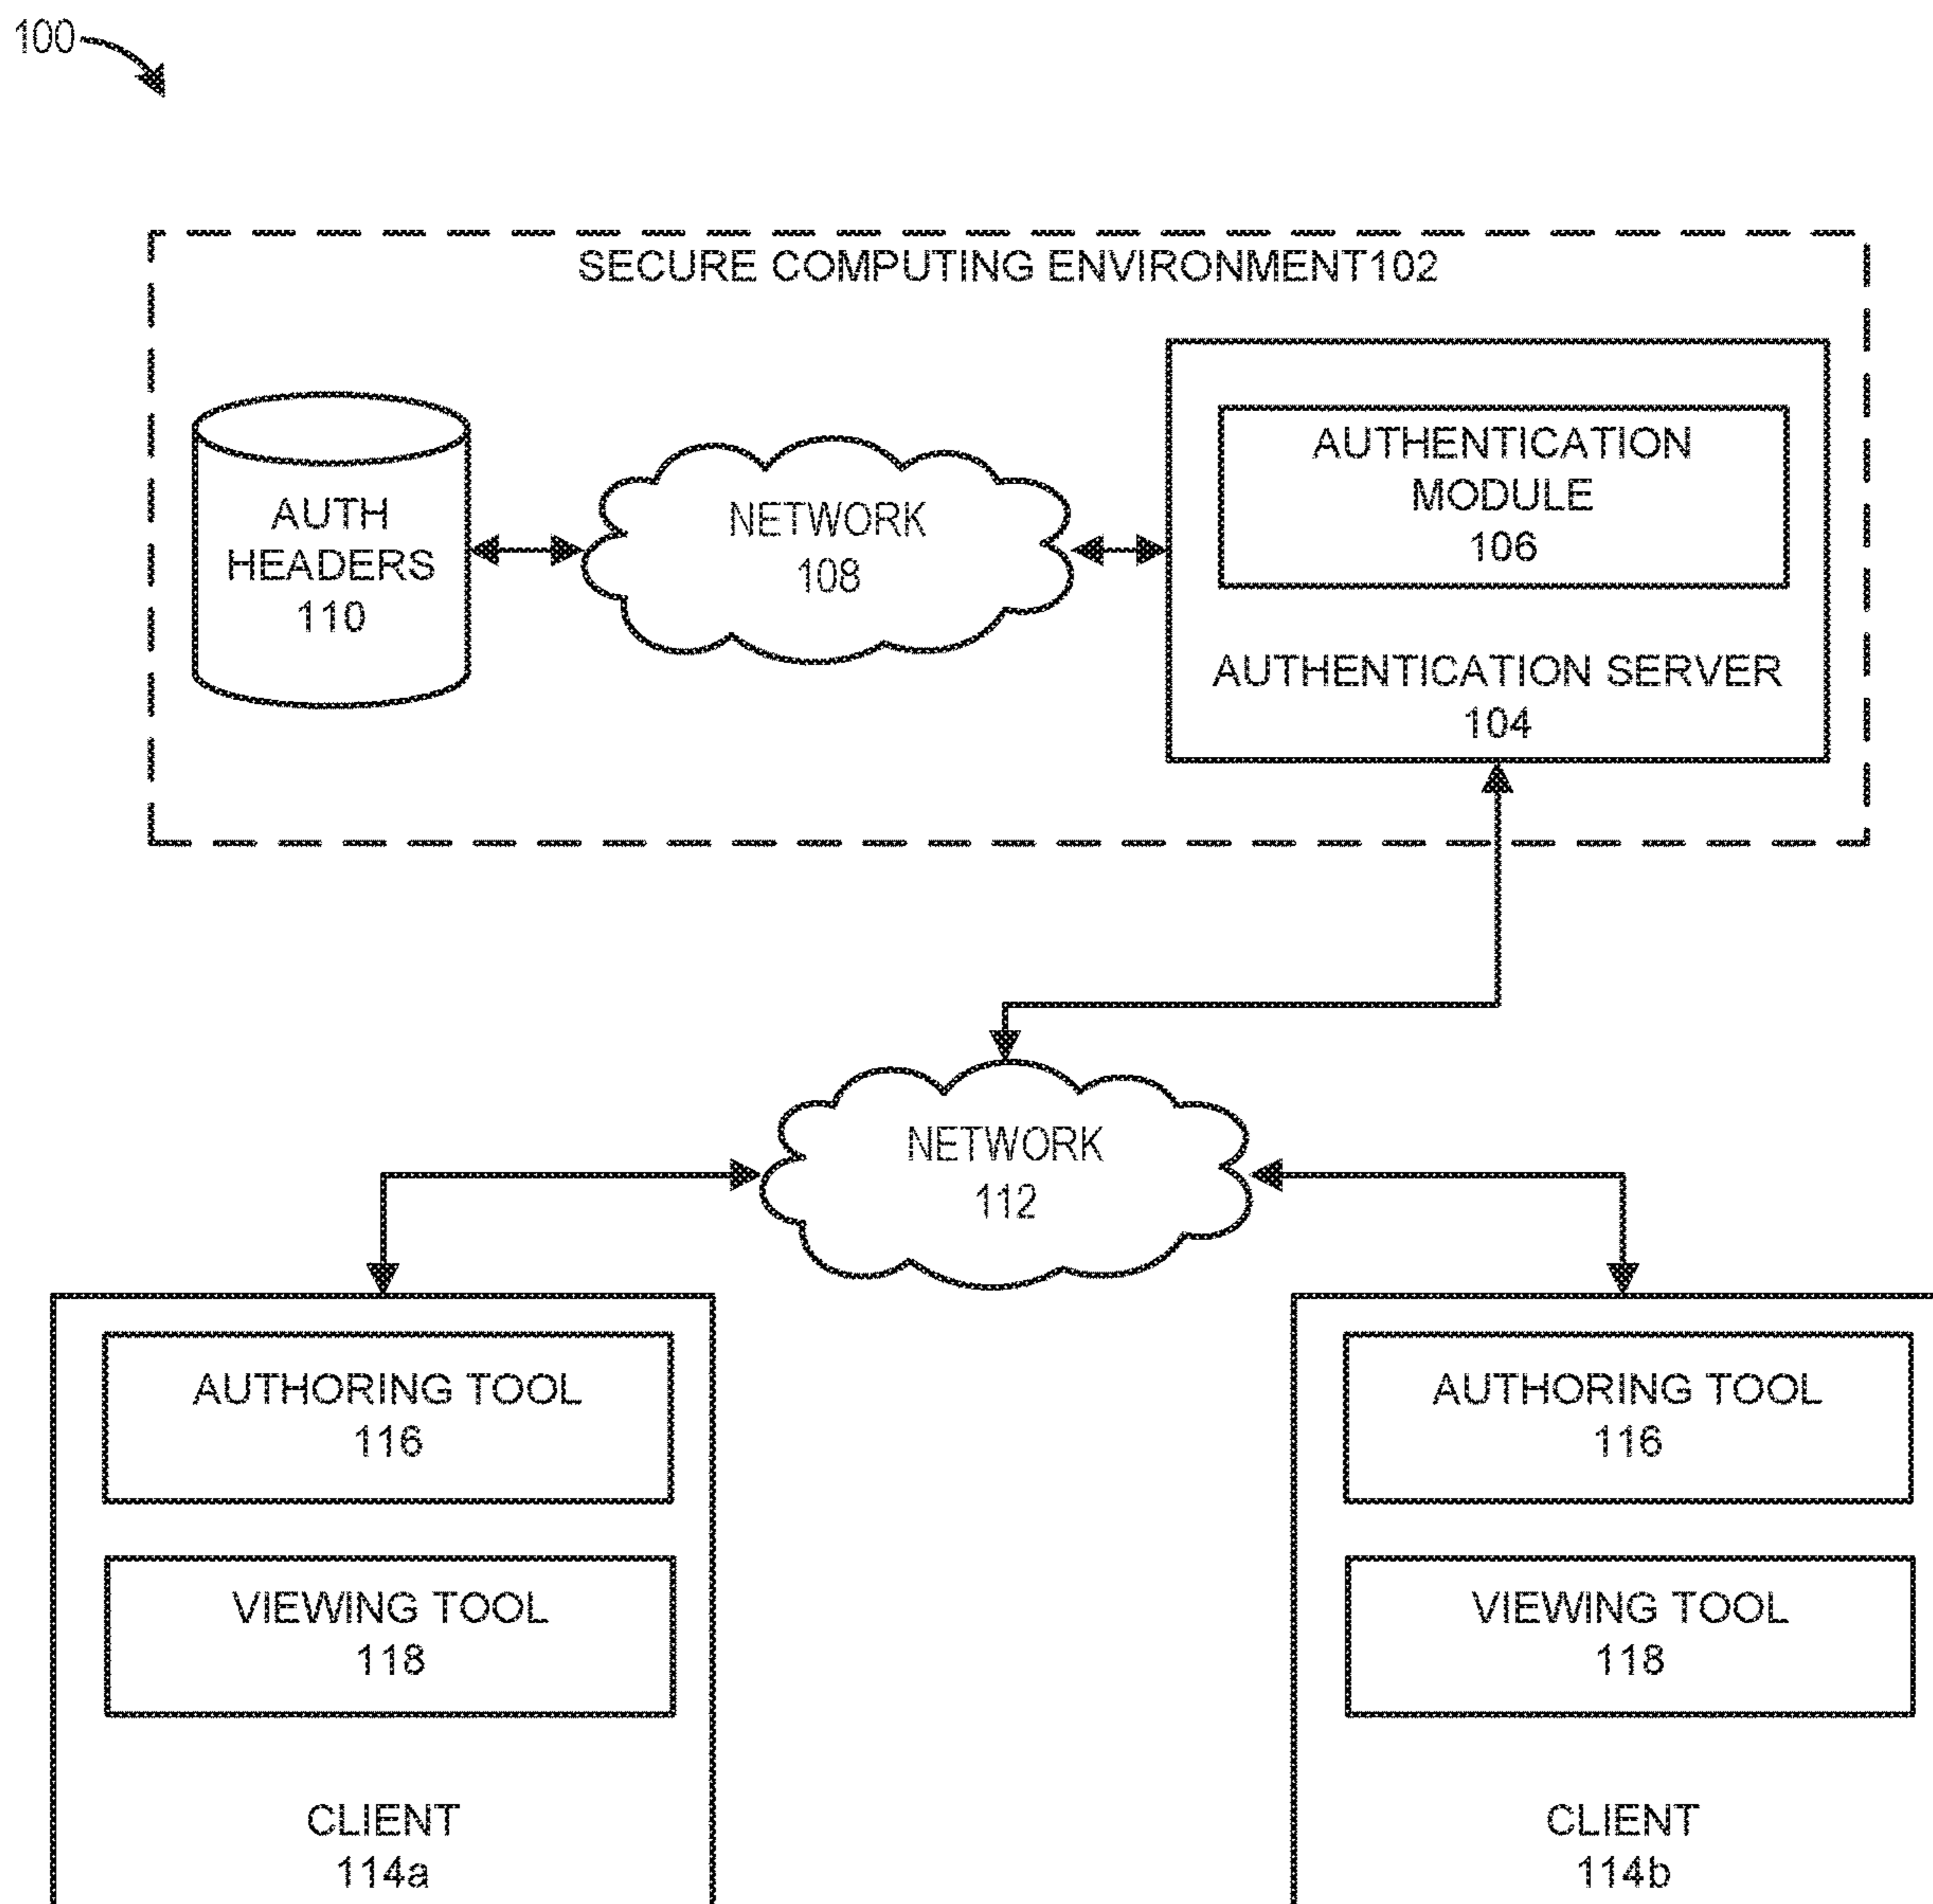 100
SECURE COMPUTING ENVIRONMENT102
AUTH
HEADERS
110
NETWORK
108
AUTHENTICATION
MODULE
106
AUTHENTICATION SERVER
104
NETWORK
112
AUTHORING TOOL
116
VIEWING TOOL
118
CLIENT
114a
AUTHORING TOOL
116
VIEWING TOOL
118
CLIENT
114b